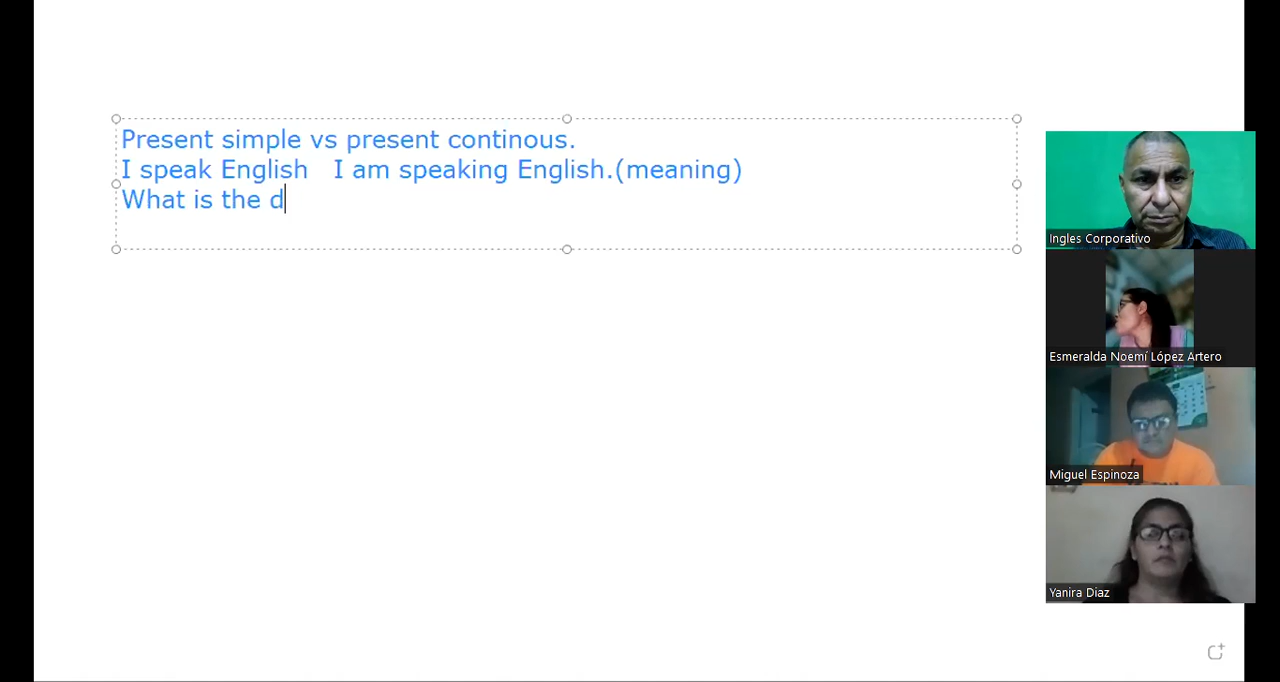 Present simple vs present continous.
I speak English   I am speaking English.(meaning)
What is the d
Ingles Corporativo
Esmeralda Noemí López Artero
Miguel Espinoza
Yanira Diaz